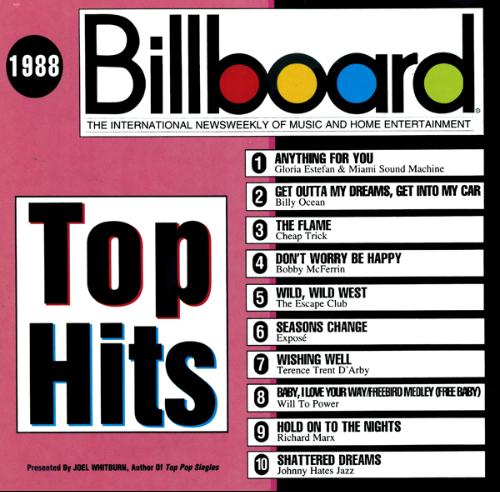 1988
Billboard
THE INTERNATIONAL NEWSWEEKLY OF MUSIC AND HOME ENTERTAINMENT
Top
Hits
1 ANYTHING FOR YOU
Gloria Estefan & Miami Sound Machine
2 GET OUTTA MY DREAMS, GET INTO MY CAR
Billy Ocean
3 THE FLAME
Cheap Trick
4 DON'T WORRY BE HAPPY
Bobby McFerrin
5 WILD, WILD WEST
The Escape Club
6 SEASONS CHANGE
Exposé
7 WISHING WELL
Terence Trent D'Arby
8 BABY, I LOVE YOUR WAY/FREEBIRD MEDLEY (FREE BABY)
Will To Power
9 HOLD ON TO THE NIGHTS
Richard Marx
10 SHATTERED DREAMS
Johnny Hates Jazz
Presented By JOEL WHITBURN, Author Of Top Pop Singles